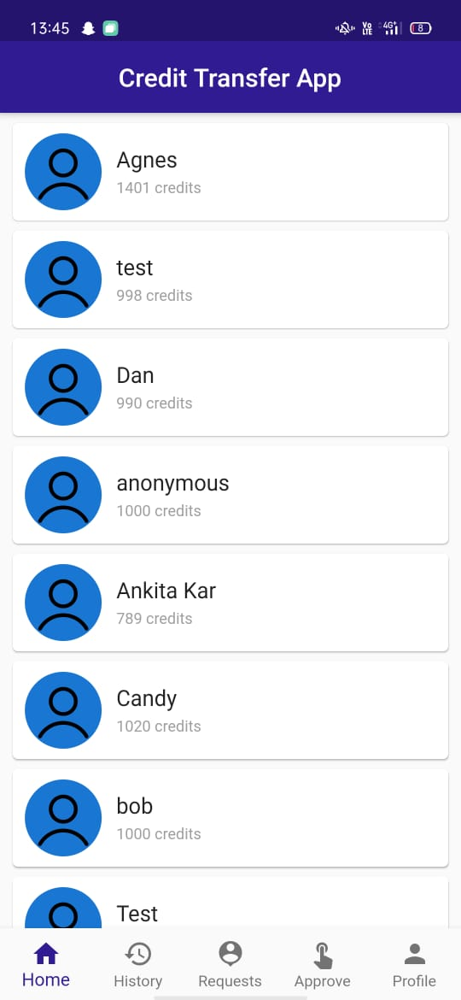 13:45
Vo LTE 4G+ 8
Credit Transfer App
Agnes
1401 credits
test
998 credits
Dan
990 credits
anonymous
1000 credits
Ankita Kar
789 credits
Candy
1020 credits
bob
1000 credits
Test
Home
History
Requests
Approve
Profile